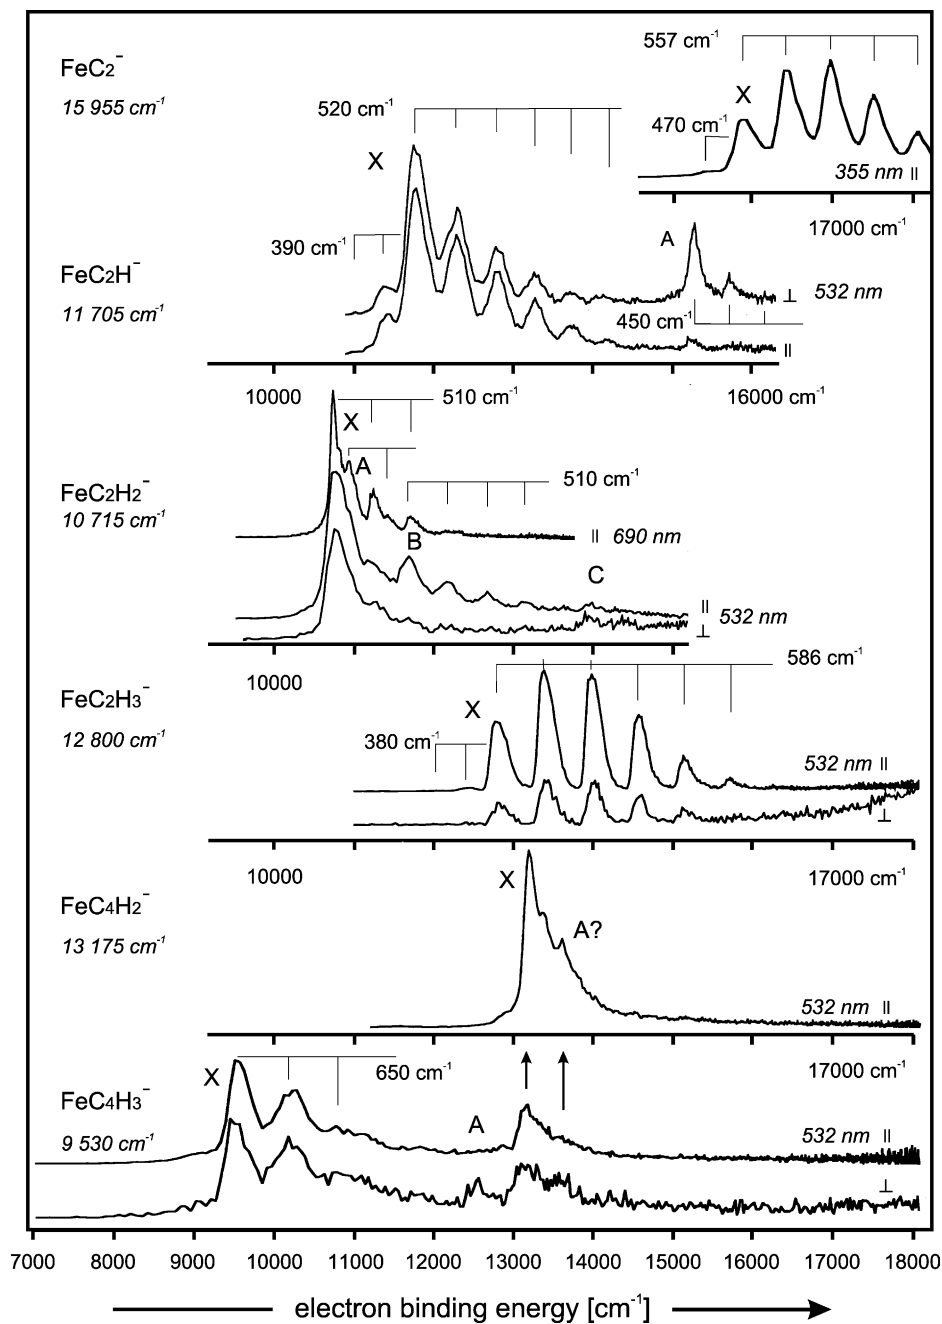 557 cm-1
FeC2−
15 955 cm-1
520 cm-1
X
470 cm-1
X
355 nm ||
390 cm-1
A
17000 cm-1
FeC2H−
⊥ 532 nm
11 705 cm-1
450 cm-1
||
10000
510 cm-1
16000 cm-1
X
A
FeC2H2−
510 cm-1
10 715 cm-1
|| 690 nm
B
C
|| 532 nm
⊥
10000
586 cm-1
FeC2H3−
X
12 800 cm-1
380 cm-1
532 nm ||
⊥
10000
X
17000 cm-1
FeC4H2−
A?
13 175 cm-1
532 nm ||
X
650 cm-1
17000 cm-1
FeC4H3−
A
9 530 cm-1
532 nm ||
⊥
7000 8000 9000 10000 11000 12000 13000 14000 15000 16000 17000 18000
electron binding energy [cm-1]